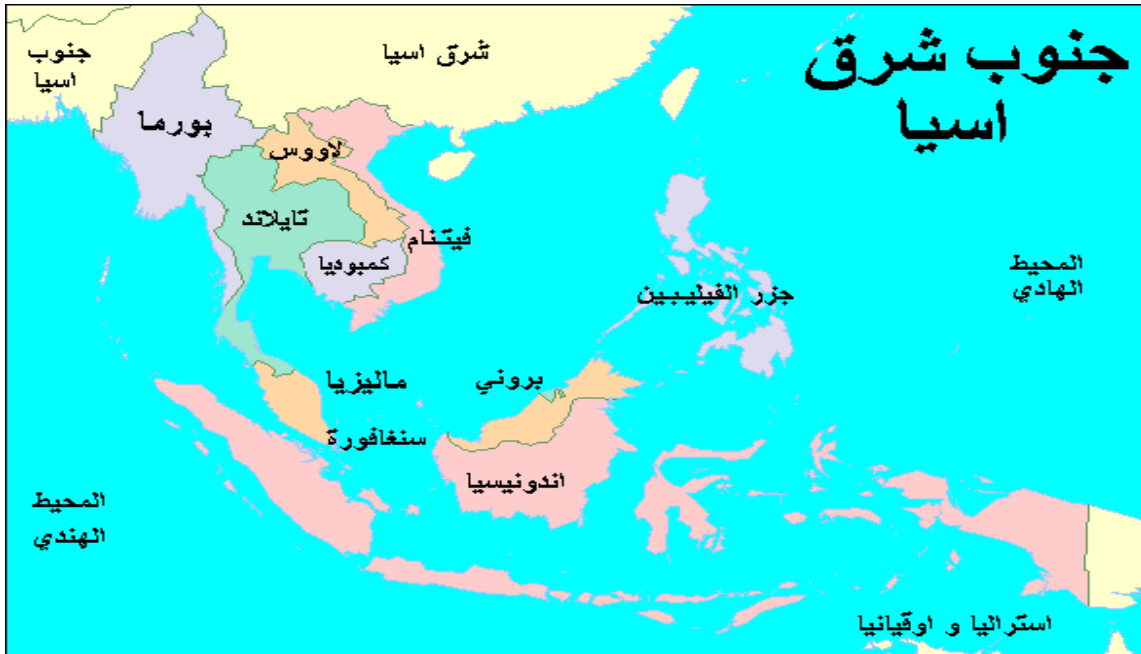 جنوب شرق
اسيا
شرق اسيا
جنوب
اسيا
بورما
لاووس
تايلاند
فيتنام
كمبوديا
المحيط
الهادي
جزر الفيليبين
بروني
ماليزيا
سنغافورة
اندونيسيا
المحيط
الهندي
استراليا و اوقيانيا